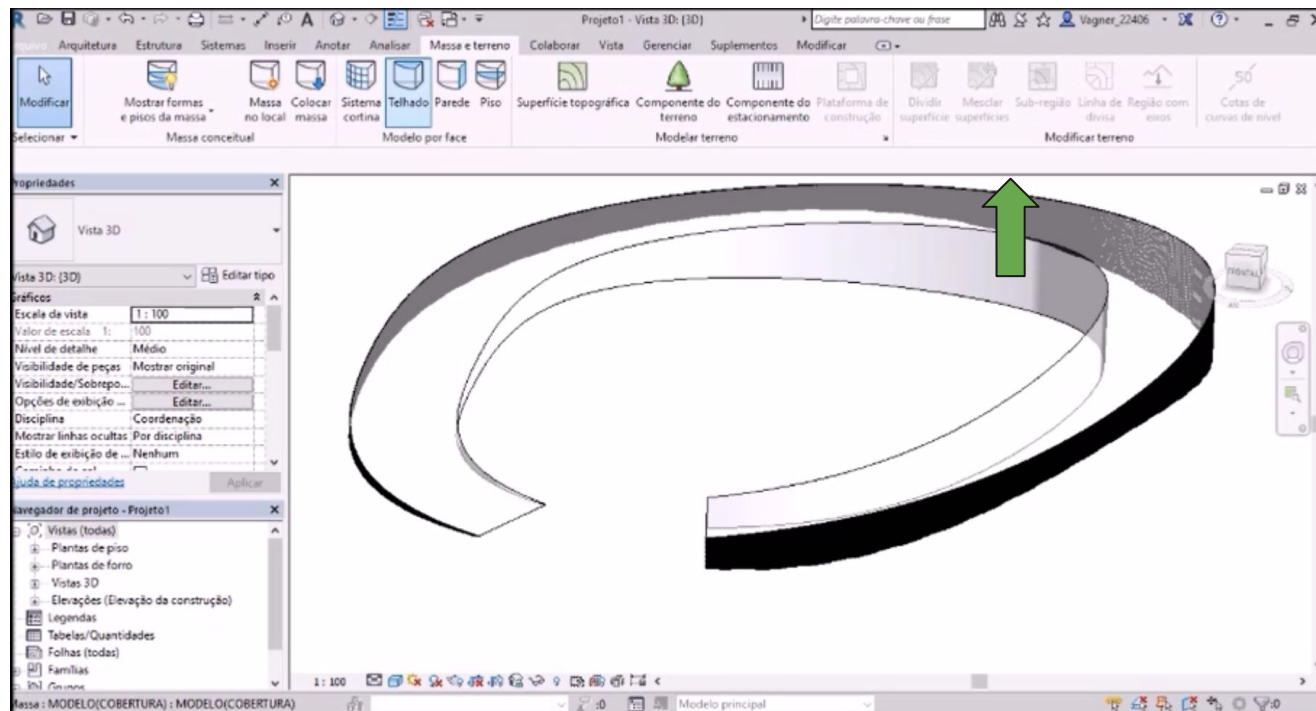 Projeto1 - Vista 3D: {3D}
Digite palavra-chave ou frase
Vagner_22406
Arquitetura Estrutura Sistemas Inserir Anotar Analisar Massa e terreno Colaborar Vista Gerenciar Suplementos Modificar
Modificar
Mostrar formas e pisos da massa
Massa no local
Colocar massa
Sistema cortina
Telhado
Parede
Piso
Superfície topográfica
Componente do terreno
Componente do estacionamento
Plataforma de construção
Dividir superfície
Mesclar superfícies
Sub-região
Linha de divisa
Região com eixos
50
Cotas de curvas de nível
Selecionar
Massa conceitual
Modelo por face
Modelar terreno
Modificar terreno
Propriedades
Vista 3D
Vista 3D: {3D}
Editar tipo
Gráficos
Escala da vista 1 : 100
Valor de escala 1: 100
Nível de detalhe Médio
Visibilidade de peças Mostrar original
Visibilidade/Sobrepo... Editar...
Opções de exibição ... Editar...
Disciplina Coordenação
Mostrar linhas ocultas Por disciplina
Estilo de exibição de ... Nenhum
Ajuda de propriedades
Aplicar
Navegador de projeto - Projeto1
Vistas (todas)
Plantas de piso
Plantas de forro
Vistas 3D
Elevações (Elevação da construção)
Legendas
Tabelas/Quantidades
Folhas (todas)
Famílias
Grupos
FRONTAL
1 : 100
Massa : MODELO(COBERTURA) : MODELO(COBERTURA)
:0
Modelo principal
:0